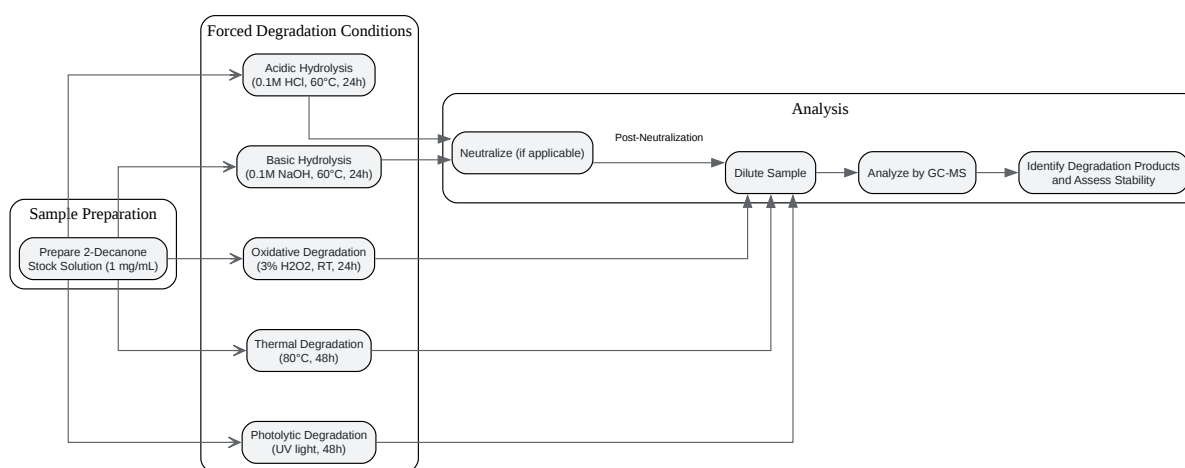 Forced Degradation Conditions
Acidic Hydrolysis
(0.1M HCl, 60°C, 24h)
Analysis
Post-Neutralization
Neutralize (if applicable)
Basic Hydrolysis
(0.1M NaOH, 60°C, 24h)
Dilute Sample
Analyze by GC-MS
Identify Degradation Products
and Assess Stability
Sample Preparation
Prepare 2-Decanone
Stock Solution (1 mg/mL)
Oxidative Degradation
(3% H2O2, RT, 24h)
Thermal Degradation
(80°C, 48h)
Photolytic Degradation
(UV light, 48h)